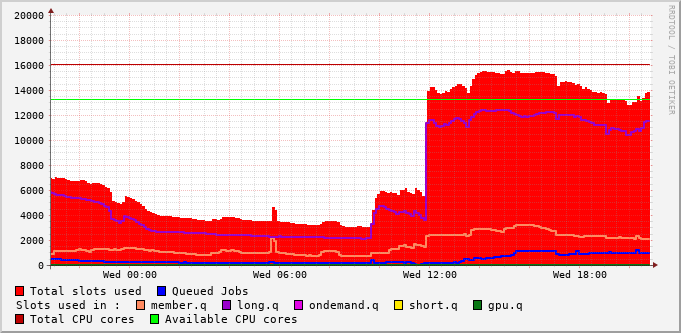 20000
18000
16000
14000
12000
10000
8000
6000
4000
2000
0
Wed 00:00 Wed 06:00 Wed 12:00 Wed 18:00
RRDTOOL / TOBI OETIKER
Total slots used Queued Jobs
Slots used in : member.q long.q ondemand.q short.q gpu.q
Total CPU cores Available CPU cores